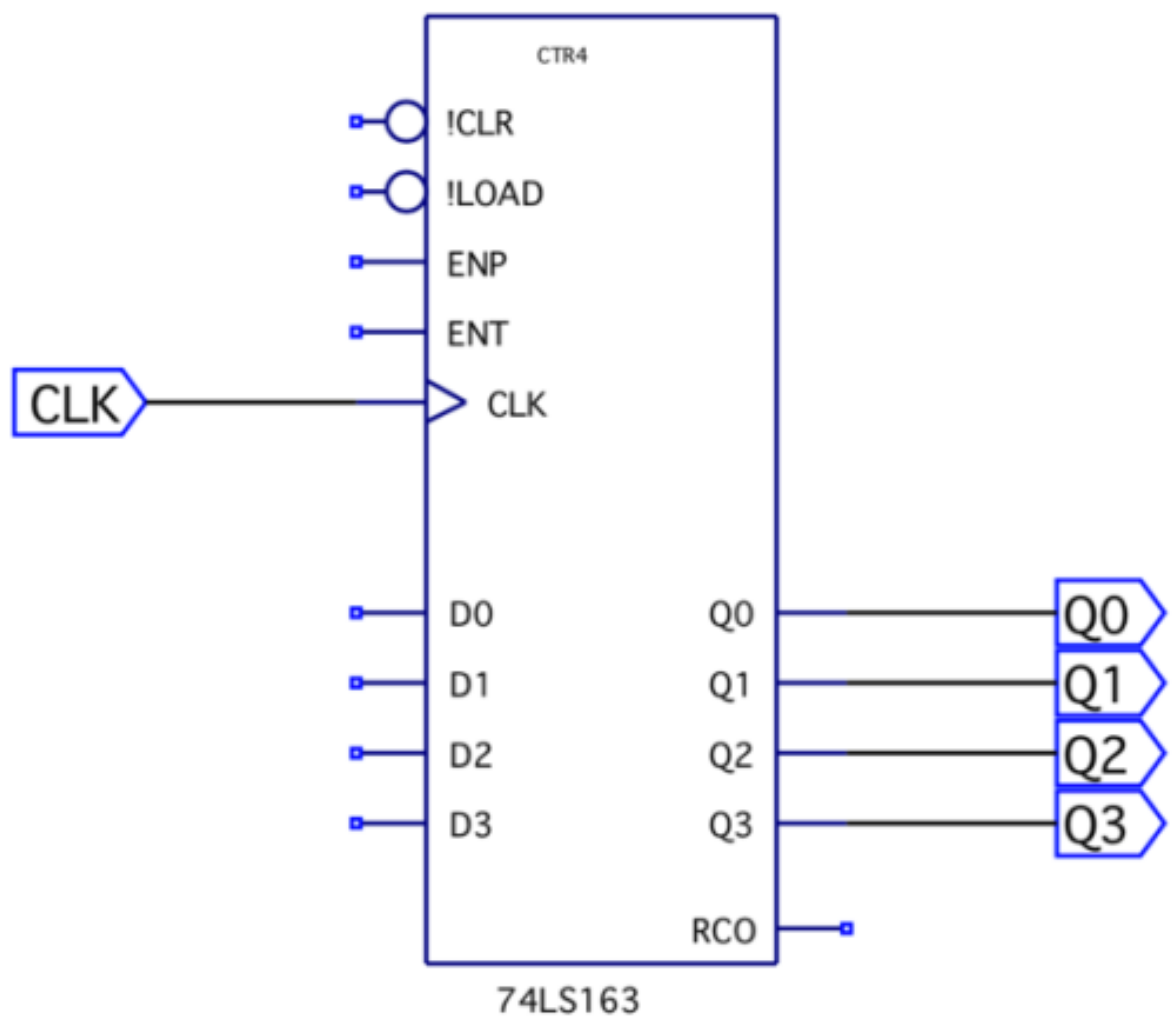 CTR4
!CLR
!LOAD
ENP
ENT
CLK CLK
D0 Q0 Q0
D1 Q1 Q1
D2 Q2 Q2
D3 Q3 Q3
RCO
74LS163